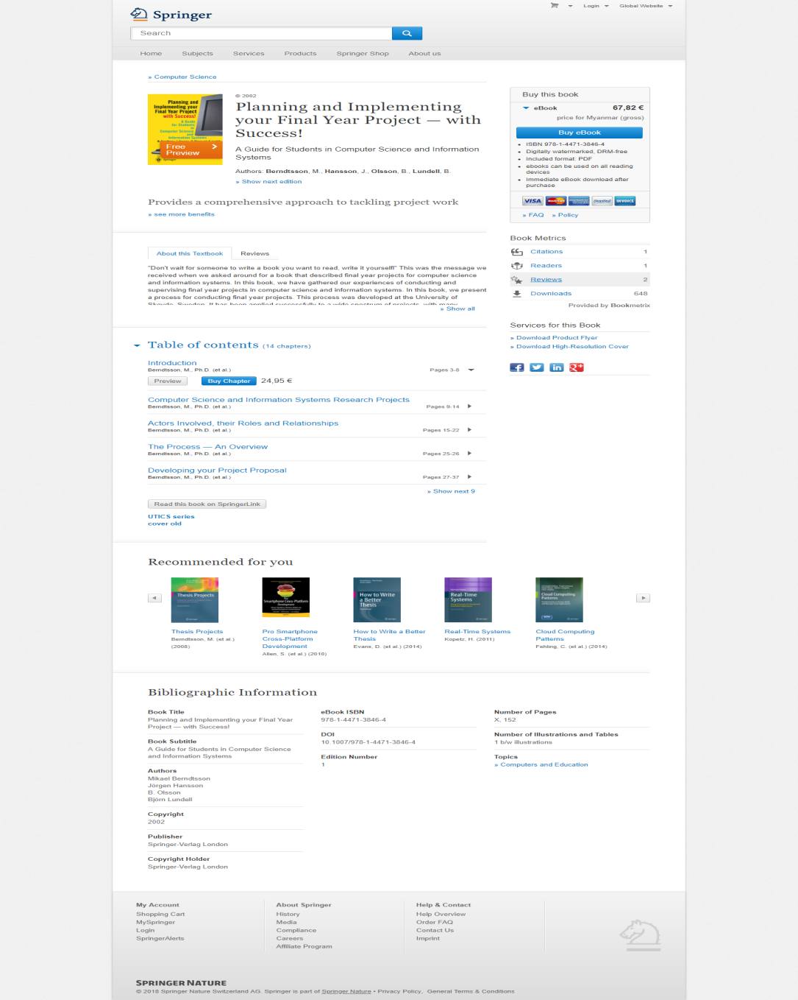 Login
Global Website
Springer
Search
Home
Subjects
Services
Products
Springer Shop
About us
» Computer Science
Planning and
Implementing your
Final Year Project
with Success!
A Guide
for Students
in
Computer Science
and
Information Systems
Free
Preview
Springer
© 2002
Planning and Implementing
your Final Year Project — with
Success!
A Guide for Students in Computer Science and Information
Systems
Authors: Berndtsson, M., Hansson, J., Olsson, B., Lundell, B.
» Show next edition
Provides a comprehensive approach to tackling project work
» see more benefits
Buy this book
eBook 67,82 €
price for Myanmar (gross)
Buy eBook
• ISBN 978-1-4471-3846-4
• Digitally watermarked, DRM-free
• Included format: PDF
• ebooks can be used on all reading
devices
• Immediate eBook download after
purchase
VISA
MasterCard
PayPal
INVOICE
» FAQ » Policy
Book Metrics
Citations 1
Readers 1
Reviews 2
Downloads 648
Provided by Bookmetrix
Services for this Book
» Download Product Flyer
» Download High-Resolution Cover
About this Textbook
Reviews
"Don't wait for someone to write a book you want to read, write it yourself!" This was the message we
received when we asked around for a book that described final year projects for computer science
and information systems. In this book, we have gathered our experiences of conducting and
supervising final year projects in computer science and information systems. In this book, we present
a process for conducting final year projects. This process was developed at the University of
Skovde, Sweden. It has been applied successfully to a wide spectrum of projects, with many
» Show all
Table of contents (14 chapters)
Introduction
Berndtsson, M., Ph.D. (et al.) Pages 3-8
Preview
Buy Chapter
24,95 €
Computer Science and Information Systems Research Projects
Berndtsson, M., Ph.D. (et al.) Pages 9-14
Actors Involved, their Roles and Relationships
Berndtsson, M., Ph.D. (et al.) Pages 15-22
The Process — An Overview
Berndtsson, M., Ph.D. (et al.) Pages 25-26
Developing your Project Proposal
Berndtsson, M., Ph.D. (et al.) Pages 27-37
» Show next 9
Read this book on SpringerLink
UTICS series
cover old
Recommended for you
Thesis Projects
Smartphone Cross-Platform
Development
How to Write
a Better
Thesis
Real-Time
Systems
Cloud Computing
Patterns
Thesis Projects
Berndtsson, M. (et al.)
(2008)
Pro Smartphone
Cross-Platform
Development
Allen, S. (et al.) (2010)
How to Write a Better
Thesis
Evans, D. (et al.) (2014)
Real-Time Systems
Kopetz, H. (2011)
Cloud Computing
Patterns
Fehling, C. (et al.) (2014)
Bibliographic Information
Book Title
Planning and Implementing your Final Year
Project — with Success!
Book Subtitle
A Guide for Students in Computer Science
and Information Systems
Authors
Mikael Berndtsson
Jörgen Hansson
B. Olsson
Björn Lundell
Copyright
2002
Publisher
Springer-Verlag London
Copyright Holder
Springer-Verlag London
eBook ISBN
978-1-4471-3846-4
DOI
10.1007/978-1-4471-3846-4
Edition Number
1
Number of Pages
X, 152
Number of Illustrations and Tables
1 b/w illustrations
Topics
» Computers and Education
My Account
Shopping Cart
MySpringer
Login
SpringerAlerts
About Springer
History
Media
Compliance
Careers
Affiliate Program
Help & Contact
Help Overview
Order FAQ
Contact Us
Imprint
SPRINGER NATURE
© 2018 Springer Nature Switzerland AG. Springer is part of Springer Nature • Privacy Policy, General Terms & Conditions